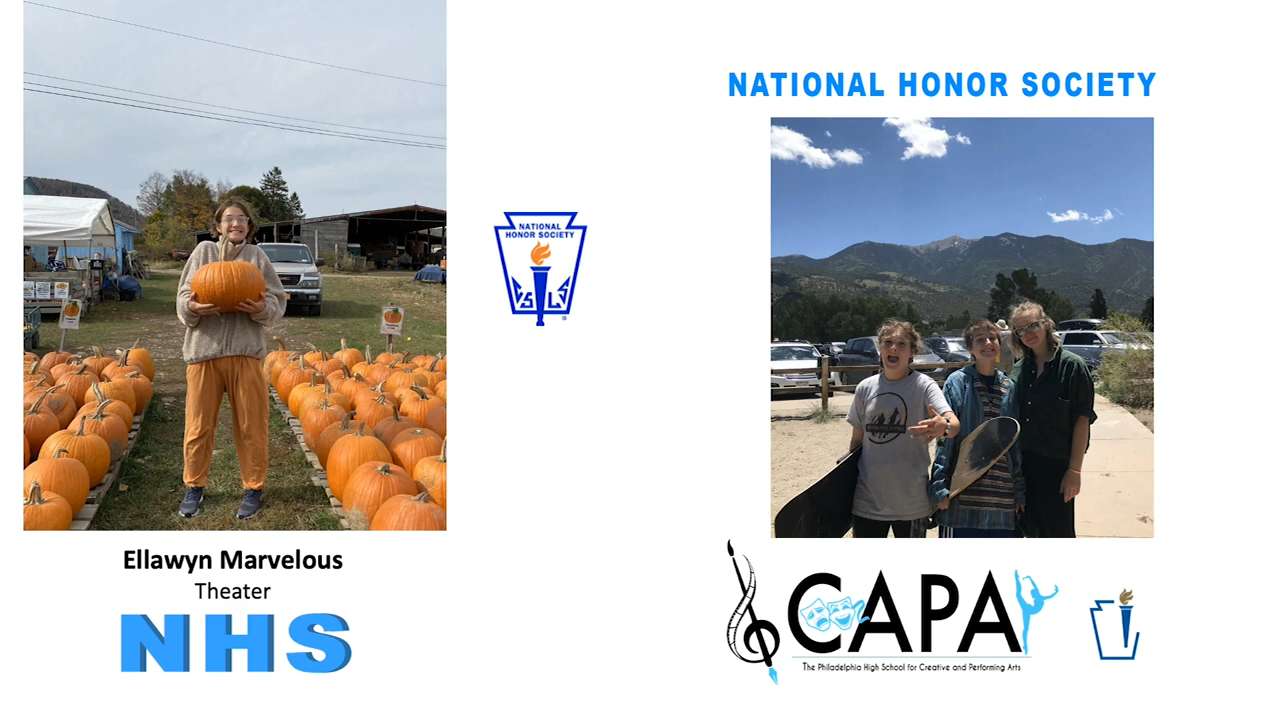 Ellawyn Marvelous
Theater
NHS
NATIONAL
HONOR SOCIETY
NATIONAL HONOR SOCIETY
CAPA
The Philadelphia High School for Creative and Performing Arts